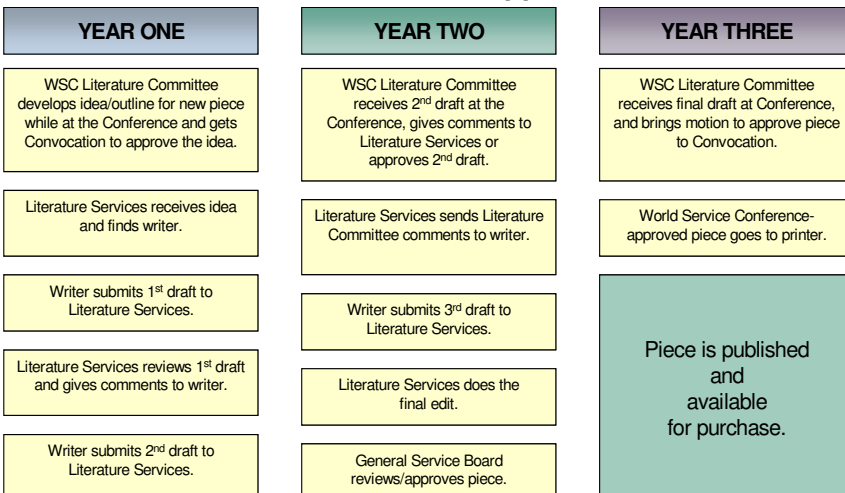 YEAR ONE
WSC Literature Committee
develops idea/outline for new piece
while at the Conference and gets
Convocation to approve the idea.
Literature Services receives idea
and finds writer.
Writer submits 1st draft to
Literature Services.
Literature Services reviews 1st draft
and gives comments to writer.
Writer submits 2nd draft to
Literature Services.
YEAR TWO
WSC Literature Committee
receives 2nd draft at the
Conference, gives comments to
Literature Services or
approves 2nd draft.
Literature Services sends Literature
Committee comments to writer.
Writer submits 3rd draft to
Literature Services.
Literature Services does the
final edit.
General Service Board
reviews/approves piece.
YEAR THREE
WSC Literature Committee
receives final draft at Conference,
and brings motion to approve piece
to Convocation.
World Service Conference-
approved piece goes to printer.
Piece is published
and
available
for purchase.